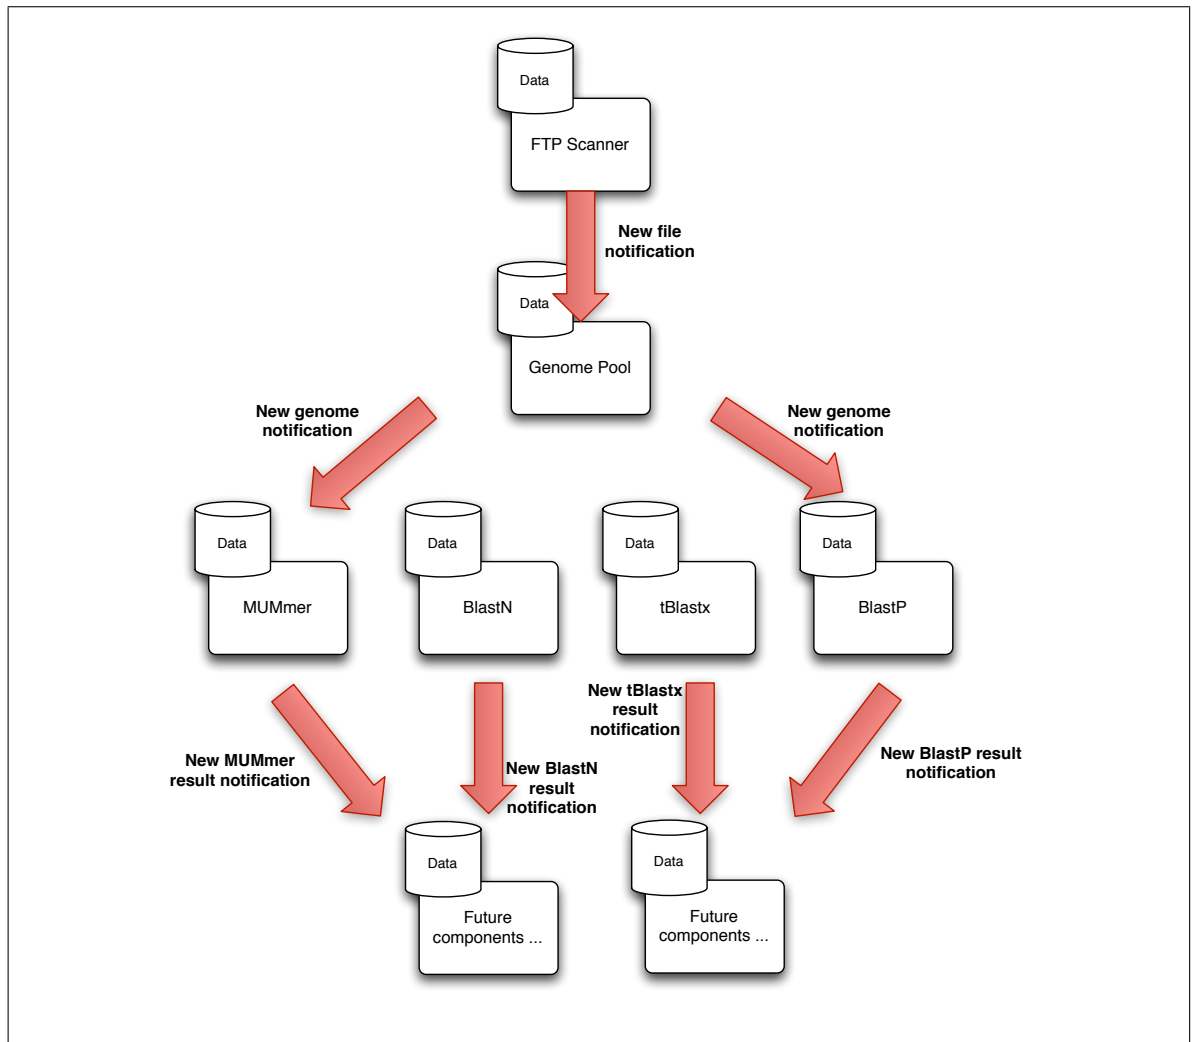 Data
FTP Scanner
New file
notification
Data
Genome Pool
New genome
notification
New genome
notification
Data
MUMmer
Data
BlastN
Data
tBlastx
Data
BlastP
New MUMmer
result notification
New BlastN
result
notification
New tBlastx
result
notification
New BlastP result
notification
Data
Future
components ...
Data
Future
components ...